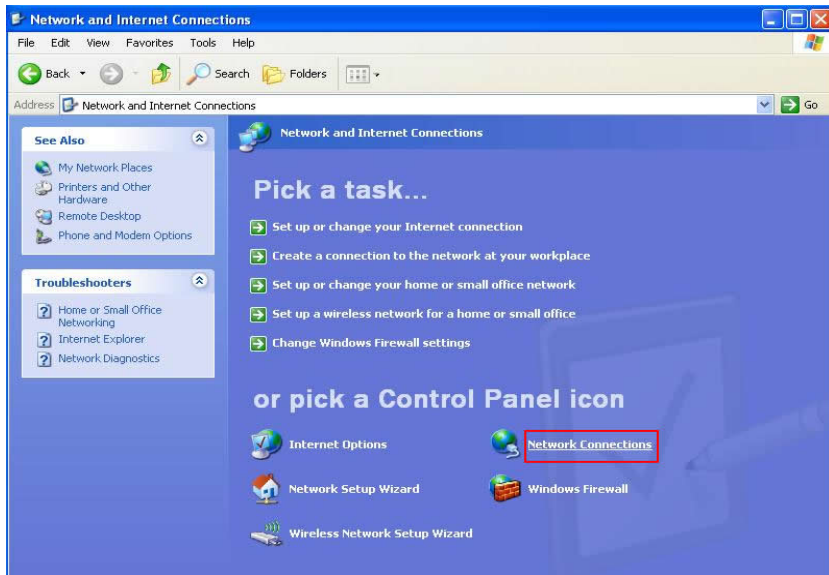 Network and Internet Connections
File Edit View Favorites Tools Help
Back Search Folders
Address Network and Internet Connections Go
See Also
My Network Places
Printers and Other
Hardware
Remote Desktop
Phone and Modem Options
Troubleshooters
Home or Small Office
Networking
Internet Explorer
Network Diagnostics
Network and Internet Connections
Pick a task...
Set up or change your Internet connection
Create a connection to the network at your workplace
Set up or change your home or small office network
Set up a wireless network for a home or small office
Change Windows Firewall settings
or pick a Control Panel icon
Internet Options
Network Connections
Network Setup Wizard
Windows Firewall
Wireless Network Setup Wizard